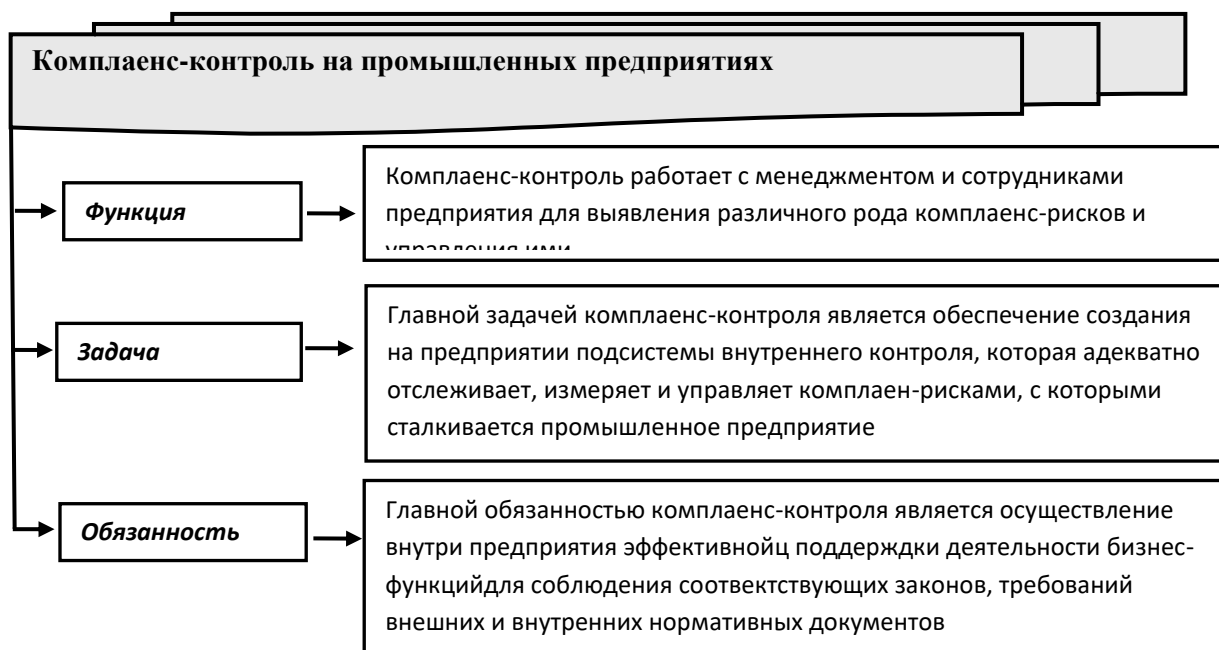 Комплаенс-контроль на промышленных предприятиях
Функция
Комплаенс-контроль работает с менеджментом и сотрудниками
предприятия для выявления различного рода комплаенс-рисков и
управления ими
Задача
Главной задачей комплаенс-контроля является обеспечение создания
на предприятии подсистемы внутреннего контроля, которая адекватно
отслеживает, измеряет и управляет комплаен-рисками, с которыми
сталкивается промышленное предприятие
Обязанность
Главной обязанностью комплаенс-контроля является осуществление
внутри предприятия эффективнойц поддерждки деятельности бизнес-
функцийдля соблюдения соотвектствующих законов, требований
внешних и внутренних нормативных документов